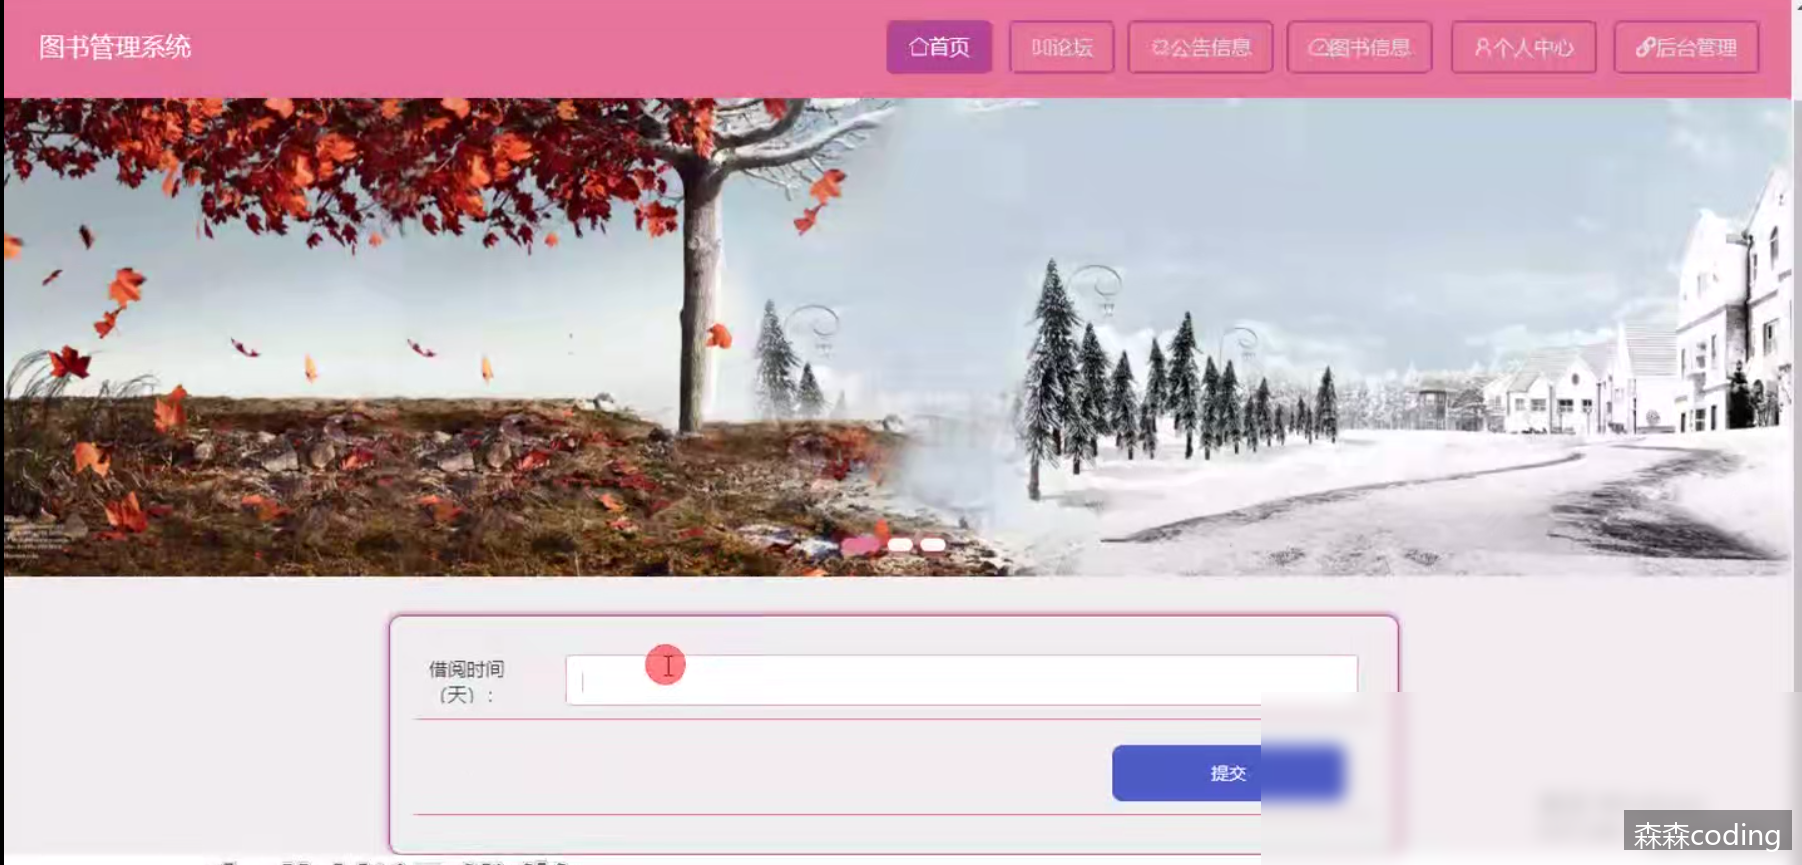 图书管理系统
首页
论坛
公告信息
图书信息
个人中心
后台管理
借阅时间
（天）：
提交
森森coding